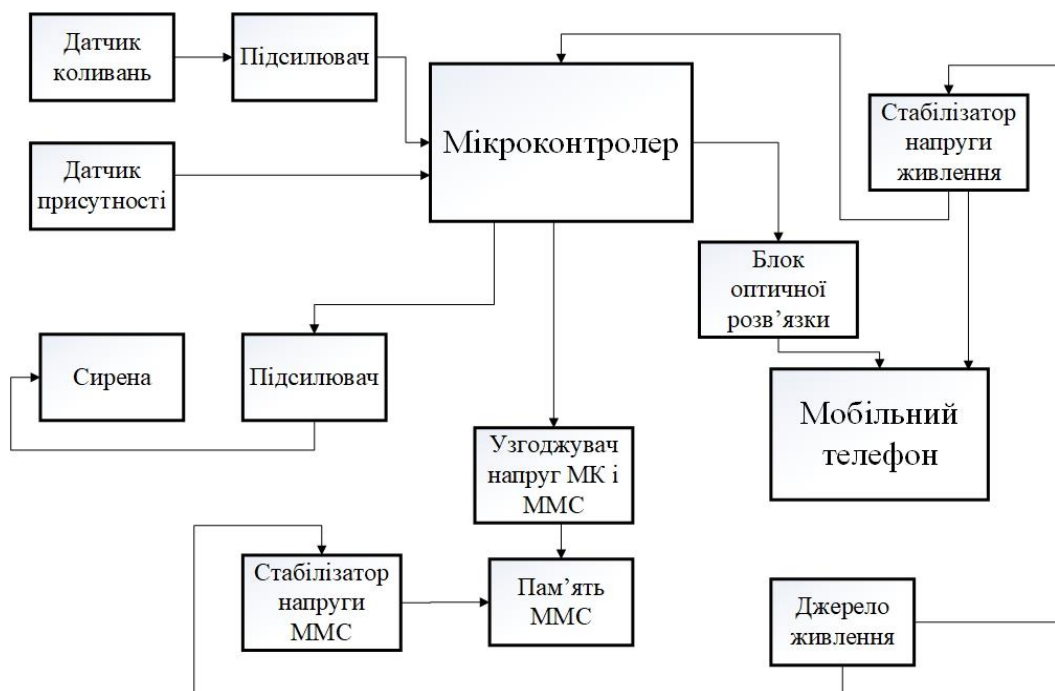 Датчик
коливань
Підсилювач
Мікроконтролер
Стабілізатор
напруги
живлення
Датчик
присутності
Блок
оптичної
розв’язки
Сирена
Підсилювач
Мобільний
телефон
Узгоджувач
напруг МК і
ММС
Стабілізатор
напруги
ММС
Пам’ять
ММС
Джерело
живлення